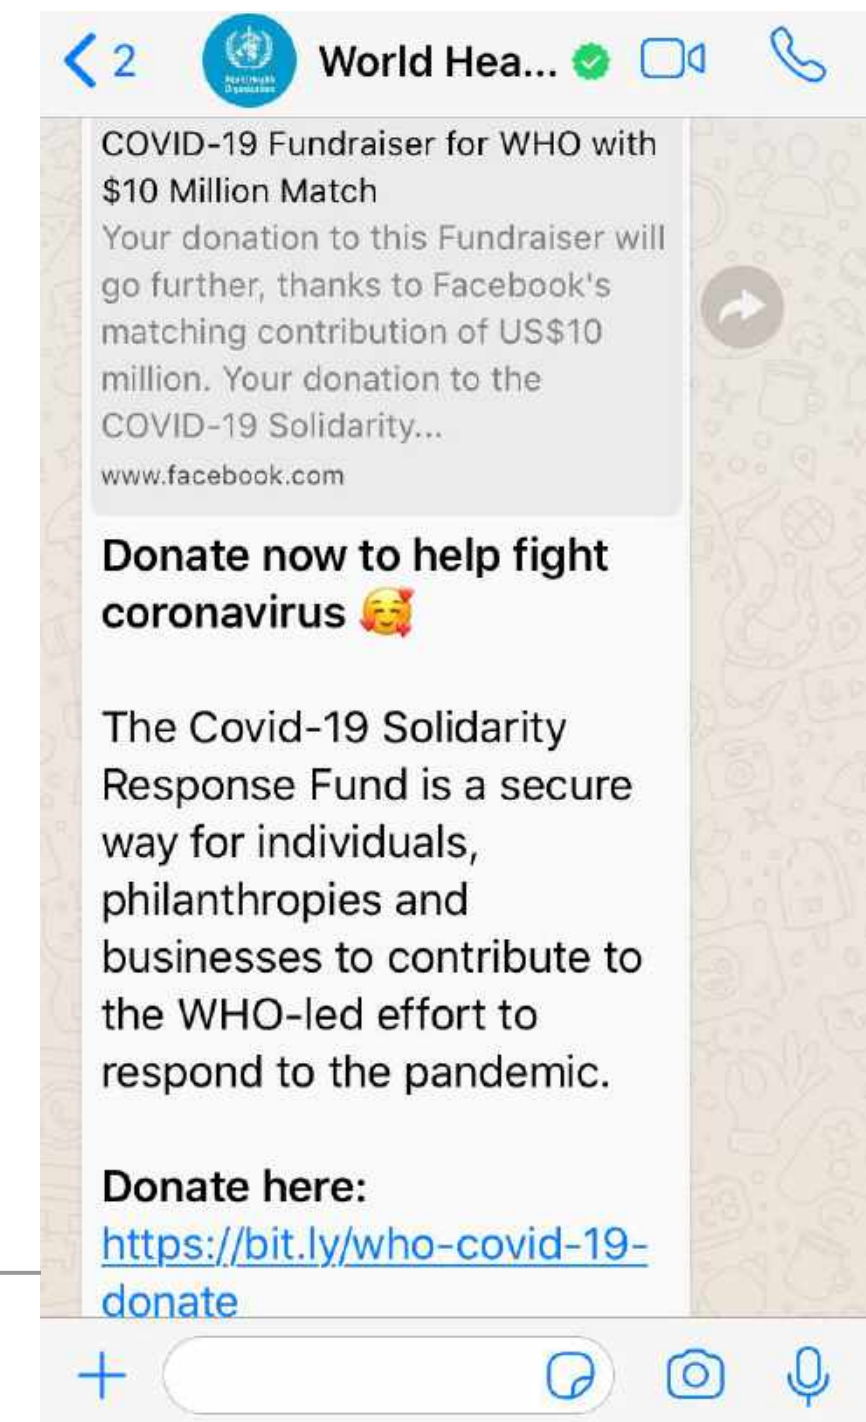 2
World Hea...
World Health
Organization
COVID-19 Fundraiser for WHO with
$10 Million Match
Your donation to this Fundraiser will
go further, thanks to Facebook's
matching contribution of US$10
million. Your donation to the
COVID-19 Solidarity...
www.facebook.com
Donate now to help fight
coronavirus 🥰
The Covid-19 Solidarity
Response Fund is a secure
way for individuals,
philanthropies and
businesses to contribute to
the WHO-led effort to
respond to the pandemic.
Donate here:
https://bit.ly/who-covid-19-
donate